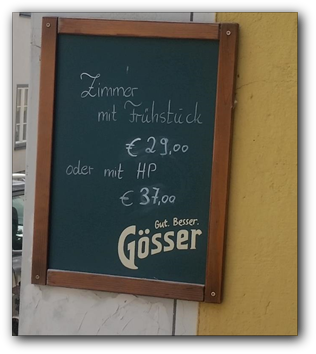 Zimmer
mit Frühstück
€ 29,00
oder mit HP
€ 37,00
Gut. Besser.
Gösser